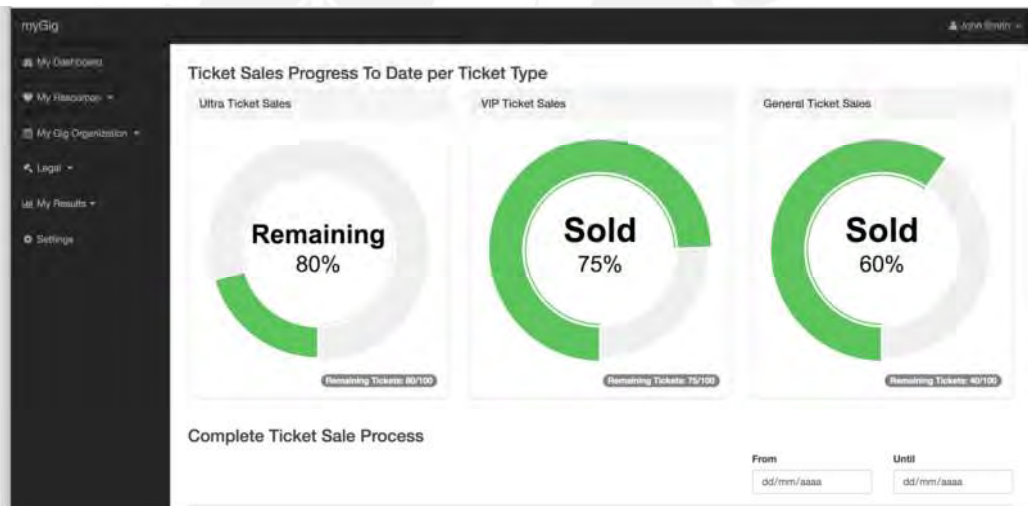 myGig
John Smith
My Dashboard
My Resources
My Gig Organization
Legal
My Results
Settings
Ticket Sales Progress To Date per Ticket Type
Ultra Ticket Sales
VIP Ticket Sales
General Ticket Sales
Remaining
80%
Sold
75%
Sold
60%
Remaining Tickets: 80/100
Remaining Tickets: 75/100
Remaining Tickets: 40/100
Complete Ticket Sale Process
From
Until
dd/mm/aaaa
dd/mm/aaaa